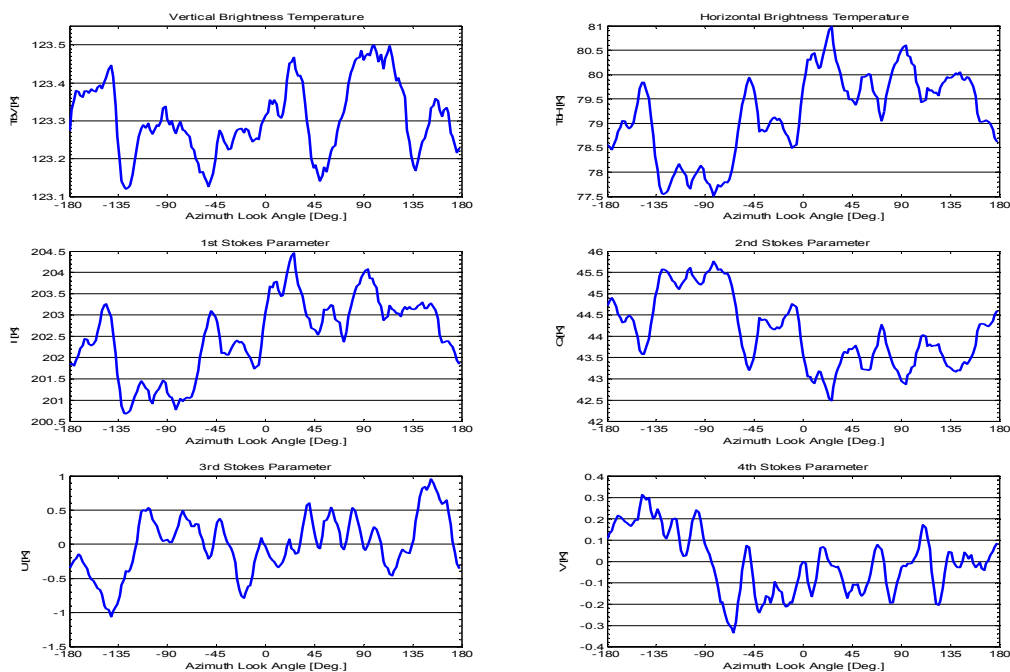 Vertical Brightness Temperature
TbV[K]
123.5
123.4
123.3
123.2
123.1
-180 -135 -90 -45 0 45 90 135 180
Azimuth Look Angle [Deg.]
Horizontal Brightness Temperature
TbH[K]
81
80.5
80
79.5
79
78.5
78
77.5
-180 -135 -90 -45 0 45 90 135 180
Azimuth Look Angle [Deg.]
1st Stokes Parameter
I[K]
204.5
204
203.5
203
202.5
202
201.5
201
200.5
-180 -135 -90 -45 0 45 90 135 180
Azimuth Look Angle [Deg.]
2nd Stokes Parameter
Q[K]
46
45.5
45
44.5
44
43.5
43
42.5
42
-180 -135 -90 -45 0 45 90 135 180
Azimuth Look Angle [Deg.]
3rd Stokes Parameter
U[K]
1
0.5
0
-0.5
-1
-1.5
-180 -135 -90 -45 0 45 90 135 180
Azimuth Look Angle [Deg.]
4th Stokes Parameter
V[K]
0.4
0.3
0.2
0.1
0
-0.1
-0.2
-0.3
-0.4
-180 -135 -90 -45 0 45 90 135 180
Azimuth Look Angle [Deg.]